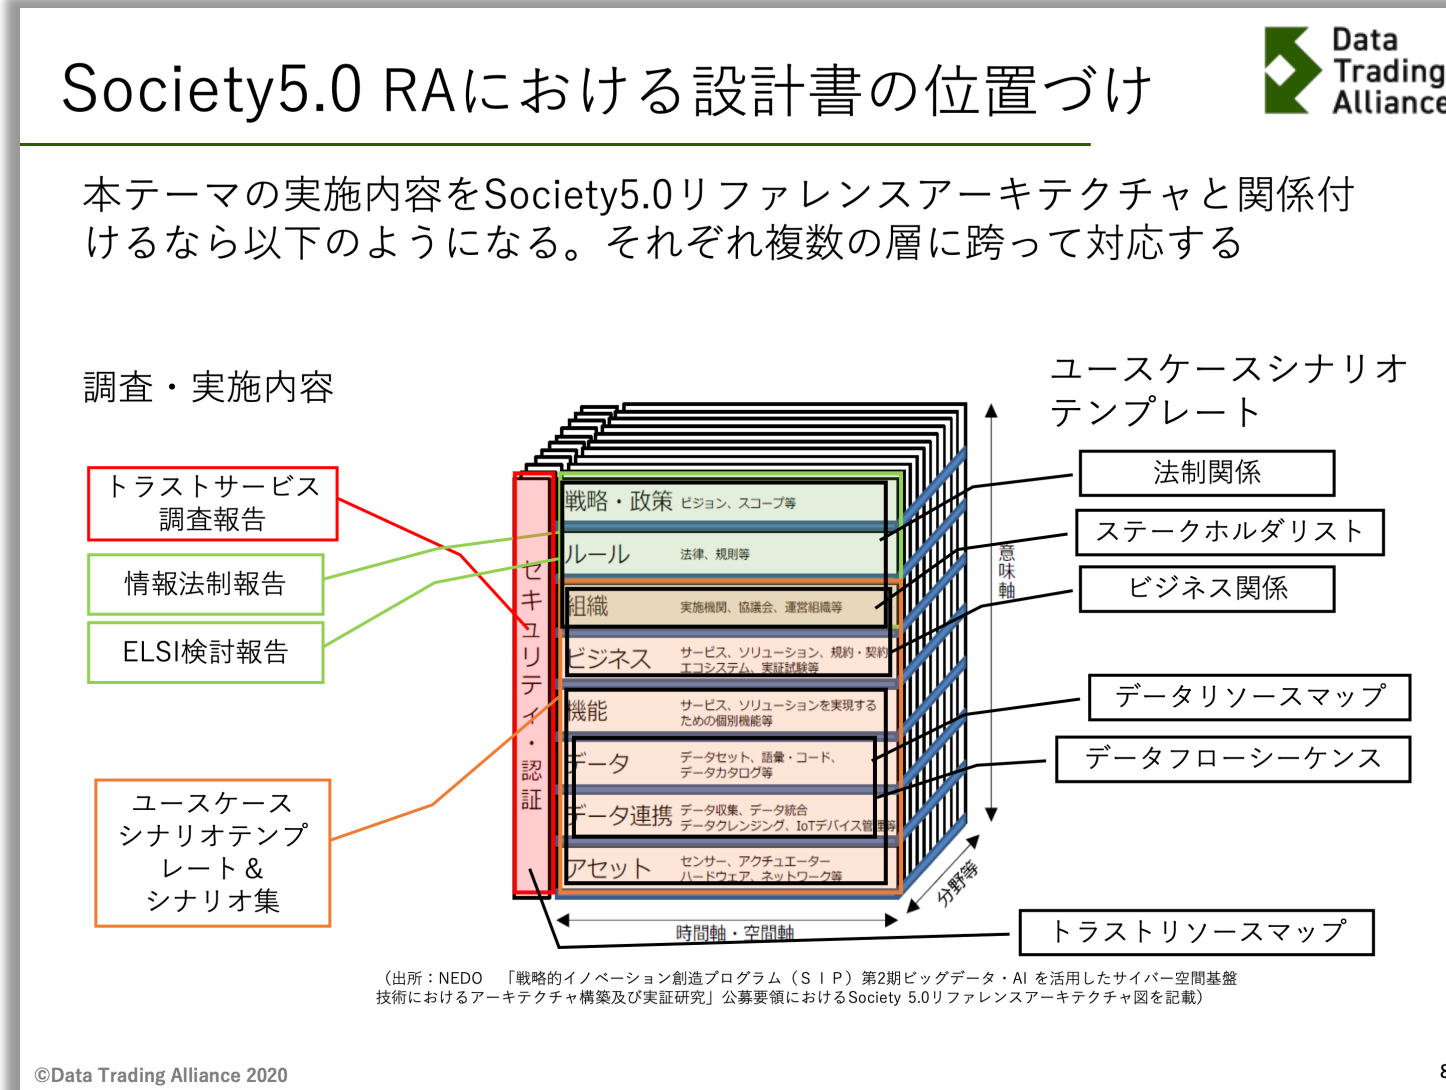 Society5.0 RAにおける設計書の位置づけ
Data
Trading
Alliance
本テーマの実施内容をSociety5.0リファレンスアーキテクチャと関係付
けるなら以下のようになる。それぞれ複数の層に跨って対応する
調査・実施内容
トラストサービス
調査報告
情報法制報告
ELSI検討報告
ユースケース
シナリオテンプ
レート＆
シナリオ集
セキュリティ・認証
戦略・政策 ビジョン、スコープ等
ルール 法律、規則等
組織 実施機関、協議会、運営組織等
ビジネス サービス、ソリューション、規約・契約
エコシステム、実証試験等
機能 サービス、ソリューションを実現する
ための個別機能等
データ データセット、語彙・コード、
データカタログ等
データ連携 データ収集、データ統合
データクレンジング、IoTデバイス管理等
アセット センサー、アクチュエーター
ハードウェア、ネットワーク等
時間軸・空間軸
分野等
意味軸
ユースケースシナリオ
テンプレート
法制関係
ステークホルダリスト
ビジネス関係
データリソースマップ
データフローシーケンス
トラストリソースマップ
（出所：NEDO　「戦略的イノベーション創造プログラム（ＳＩＰ）第2期ビッグデータ・AI を活用したサイバー空間基盤
技術におけるアーキテクチャ構築及び実証研究」公募要領におけるSociety 5.0リファレンスアーキテクチャ図を記載）
©Data Trading Alliance 2020
8